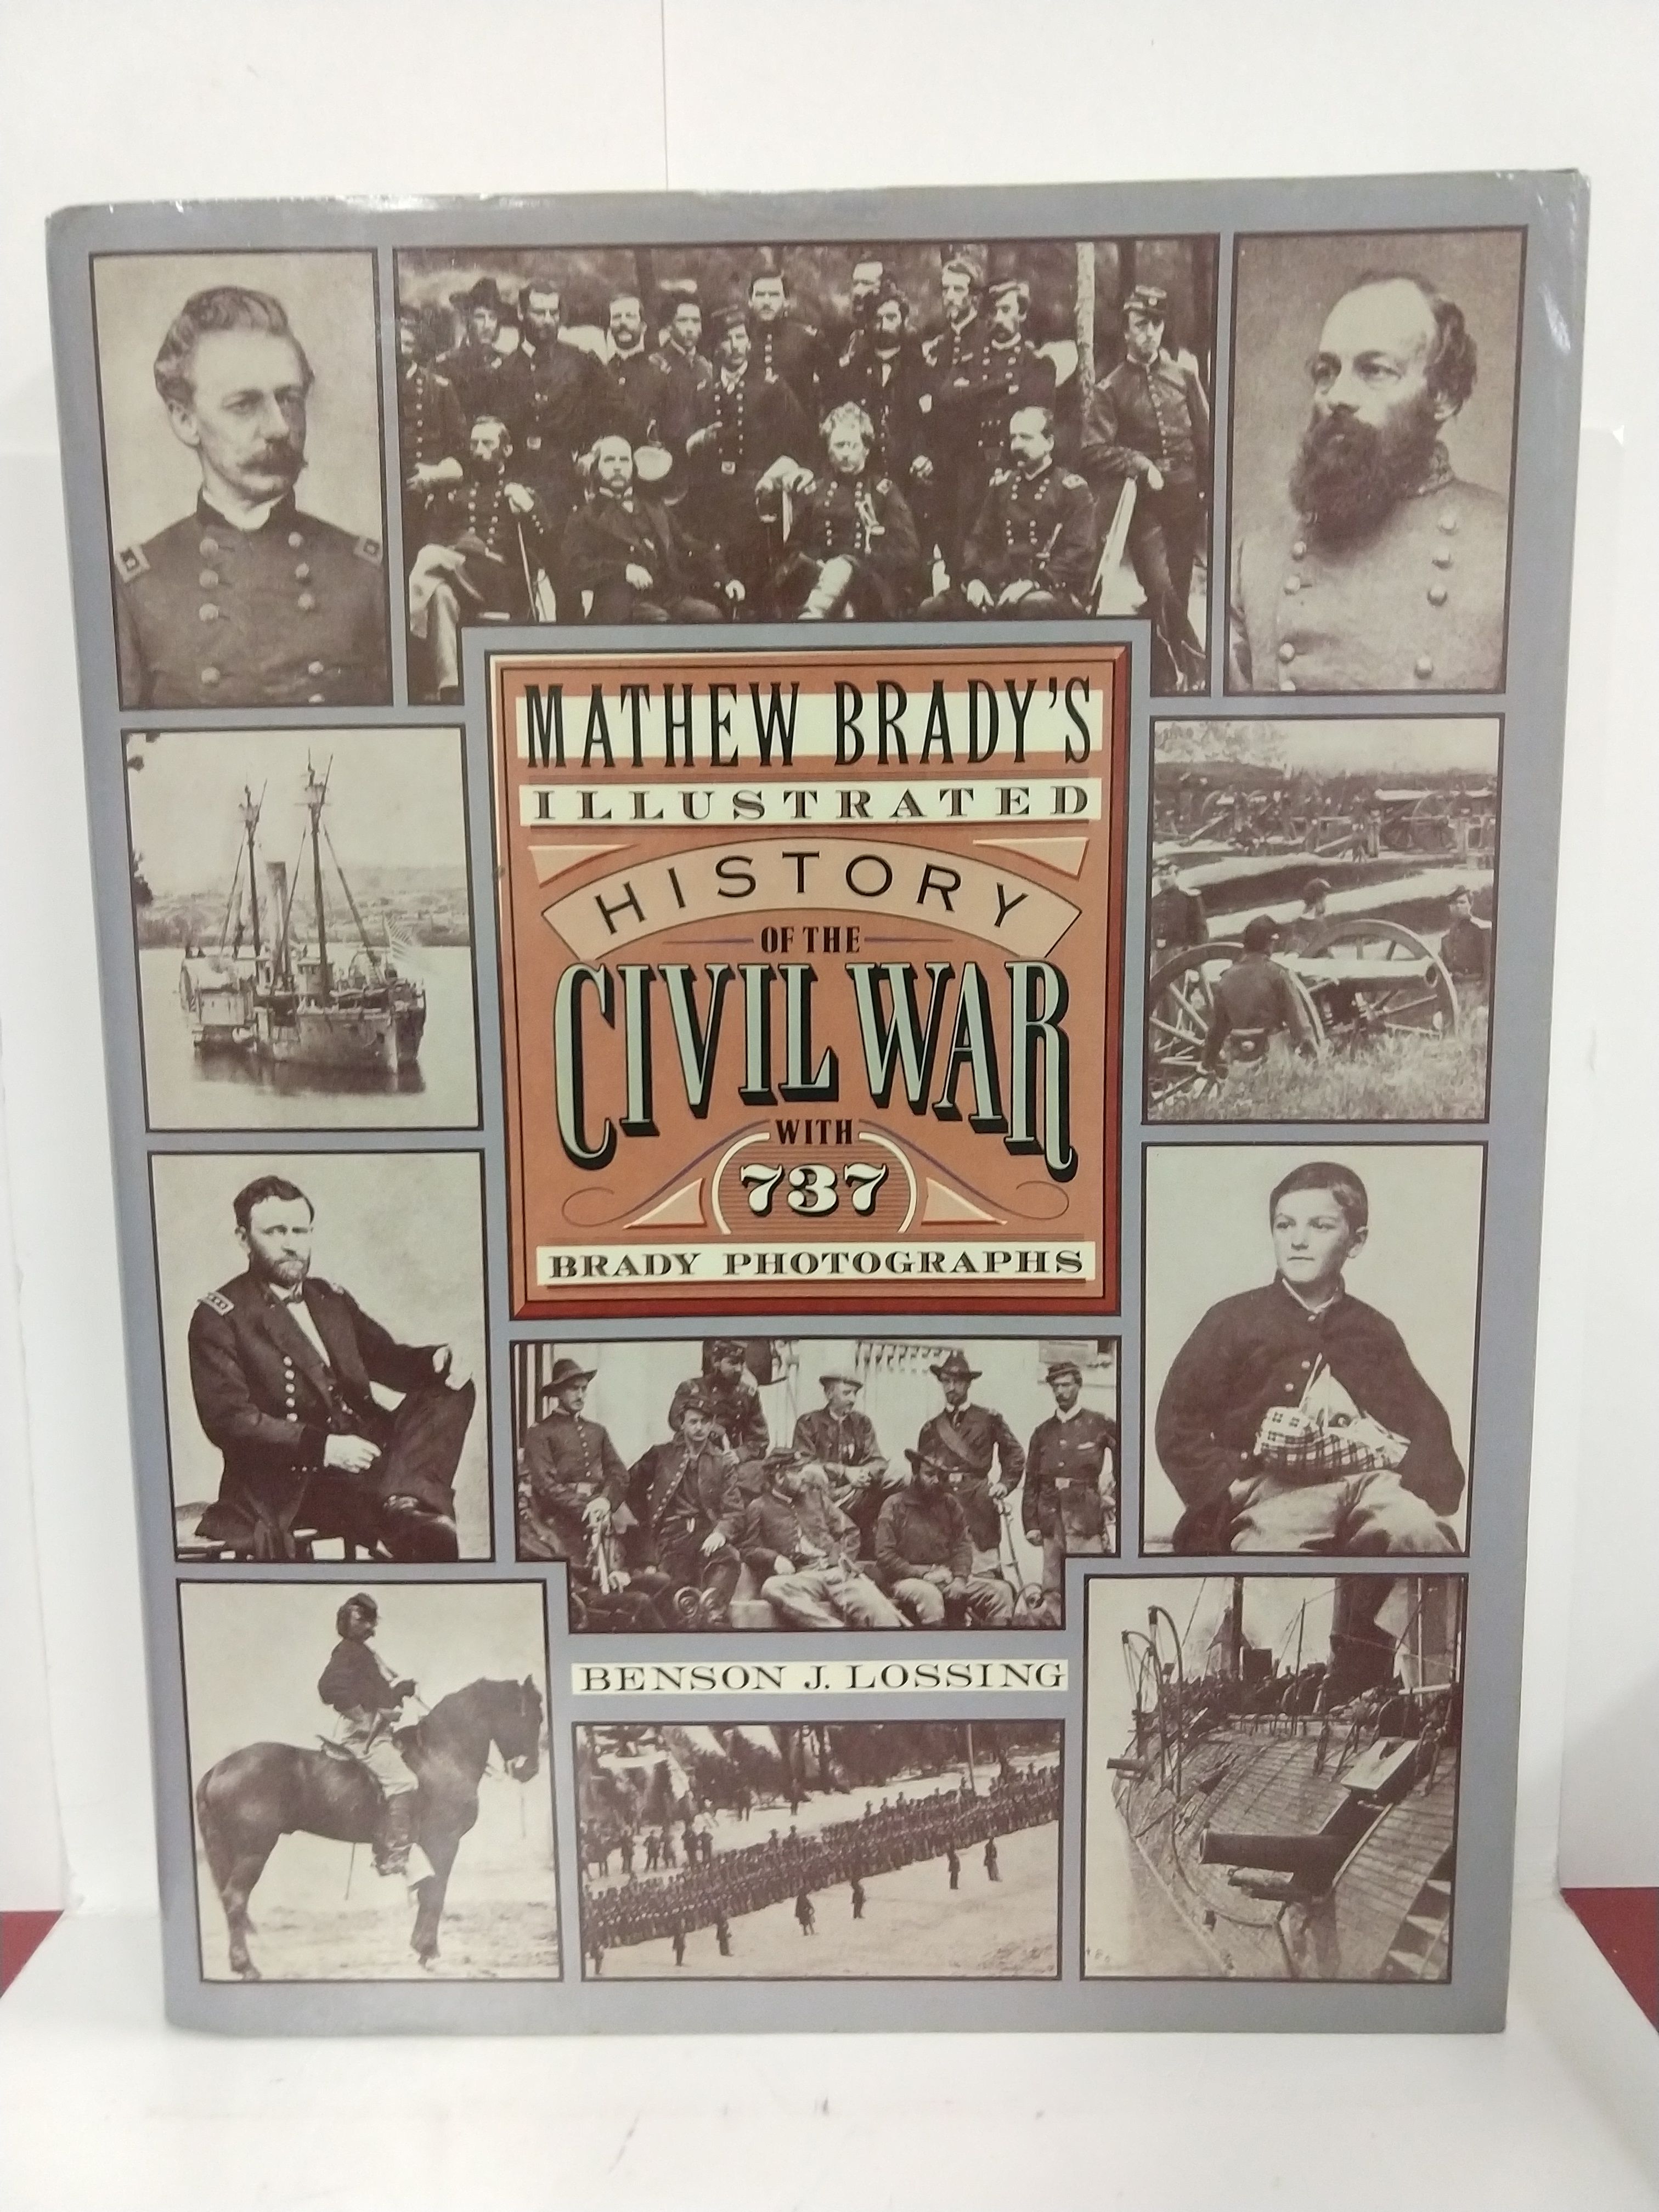 MATHEW BRADY'S
ILLUSTRATED
HISTORY
OF THE
CIVIL WAR
WITH
737
BRADY PHOTOGRAPHS
BENSON J. LOSSING